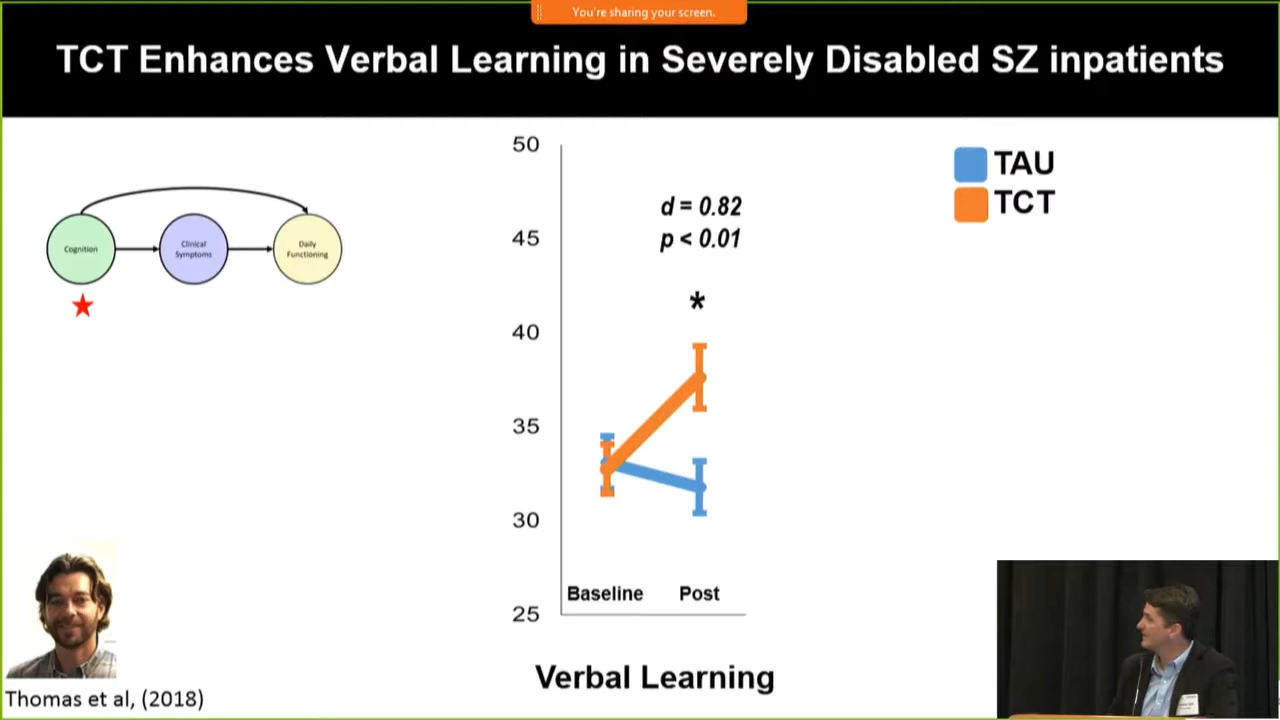 You're sharing your screen.
TCT Enhances Verbal Learning in Severely Disabled SZ inpatients
Cognition
Clinical
Symptoms
Daily
Functioning
50
45
40
35
30
25
d = 0.82
p < 0.01
*
Baseline
Post
Verbal Learning
TAU
TCT
Thomas et al, (2018)